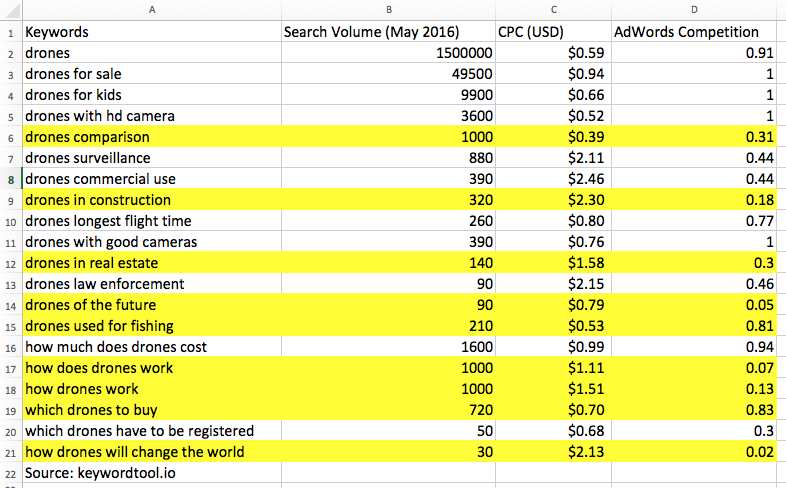 A B C D
1 Keywords Search Volume (May 2016) CPC (USD) AdWords Competition
2 drones 1500000 $0.59 0.91
3 drones for sale 49500 $0.94 1
4 drones for kids 9900 $0.66 1
5 drones with hd camera 3600 $0.52 1
6 drones comparison 1000 $0.39 0.31
7 drones surveillance 880 $2.11 0.44
8 drones commercial use 390 $2.46 0.44
9 drones in construction 320 $2.30 0.18
10 drones longest flight time 260 $0.80 0.77
11 drones with good cameras 390 $0.76 1
12 drones in real estate 140 $1.58 0.3
13 drones law enforcement 90 $2.15 0.46
14 drones of the future 90 $0.79 0.05
15 drones used for fishing 210 $0.53 0.81
16 how much does drones cost 1600 $0.99 0.94
17 how does drones work 1000 $1.11 0.07
18 how drones work 1000 $1.51 0.13
19 which drones to buy 720 $0.70 0.83
20 which drones have to be registered 50 $0.68 0.3
21 how drones will change the world 30 $2.13 0.02
22 Source: keywordtool.io